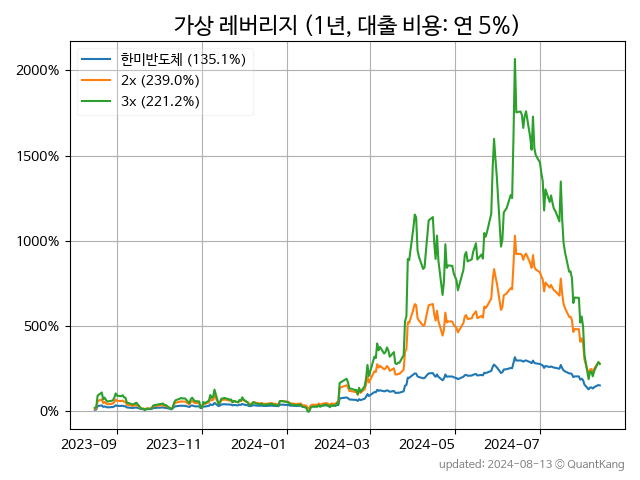 가상 레버리지 (1년, 대출 비용: 연 5%)
한미반도체 (135.1%)
2x (239.0%)
3x (221.2%)
2000%
1500%
1000%
500%
0%
2023-09 2023-11 2024-01 2024-03 2024-05 2024-07
updated: 2024-08-13 © QuantKang